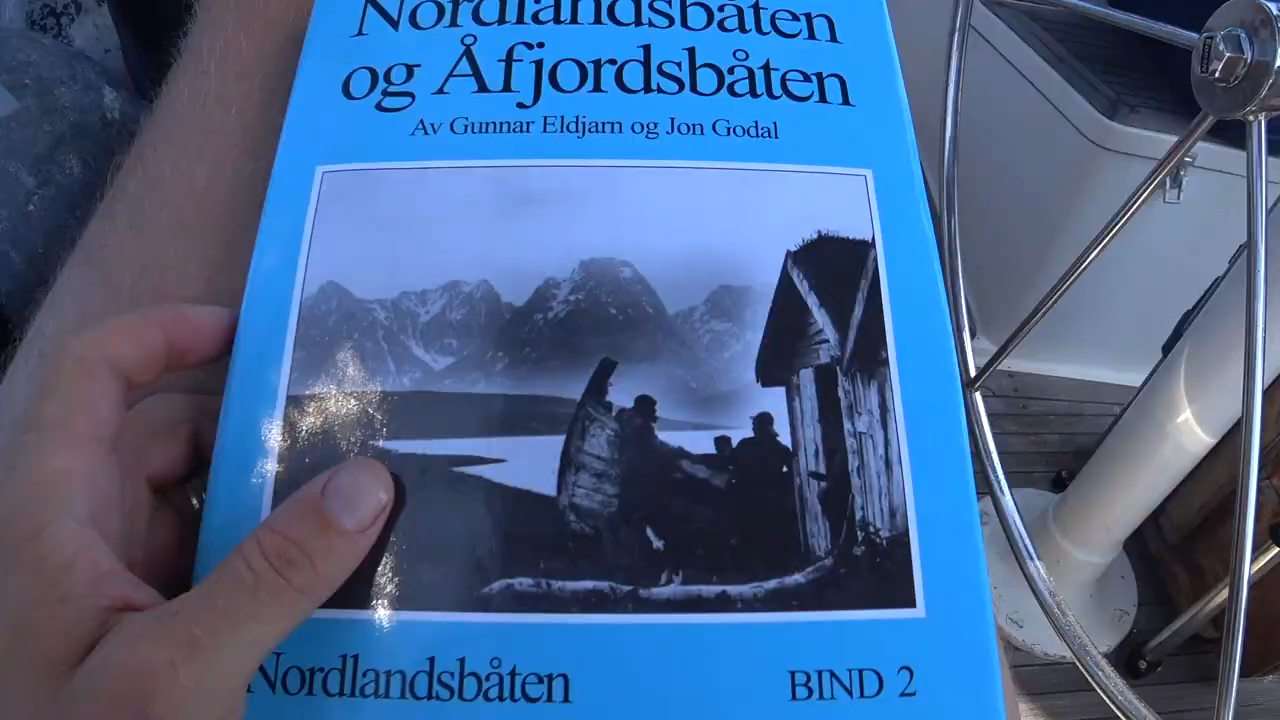 Nordlandsbåten
og Åfjordsbåten
Av Gunnar Eldjarn og Jon Godal
Nordlandsbåten
BIND 2